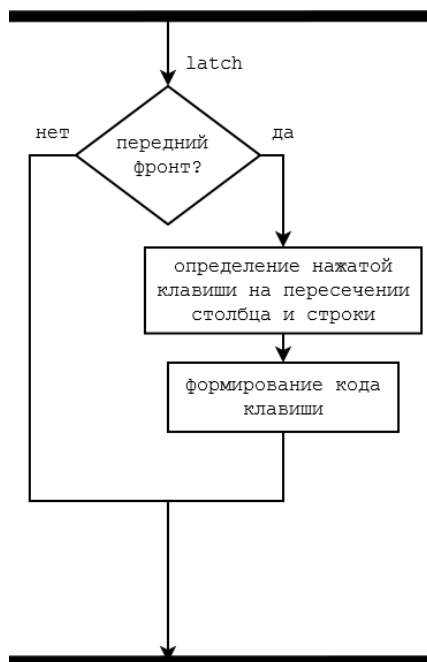 latch
нет
да
передний
фронт?
определение нажатой
клавиши на пересечении
столбца и строки
формирование кода
клавиши